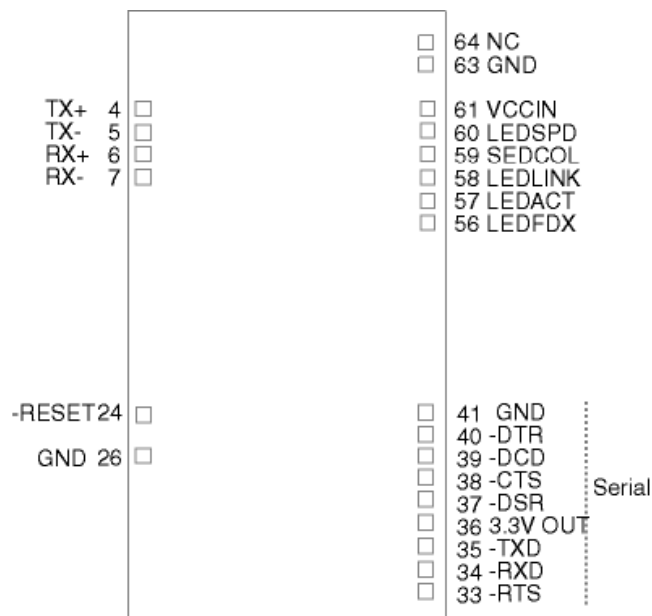 64 NC
63 GND
TX+ 4
TX- 5
RX+ 6
RX- 7
61 VCCIN
60 LEDSPD
59 SEDCOL
58 LEDLINK
57 LEDACT
56 LEDFDX
-RESET24
GND 26
41 GND
40 -DTR
39 -DCD
38 -CTS
37 -DSR
36 3.3V OUT
35 -TXD
34 -RXD
33 -RTS
Serial